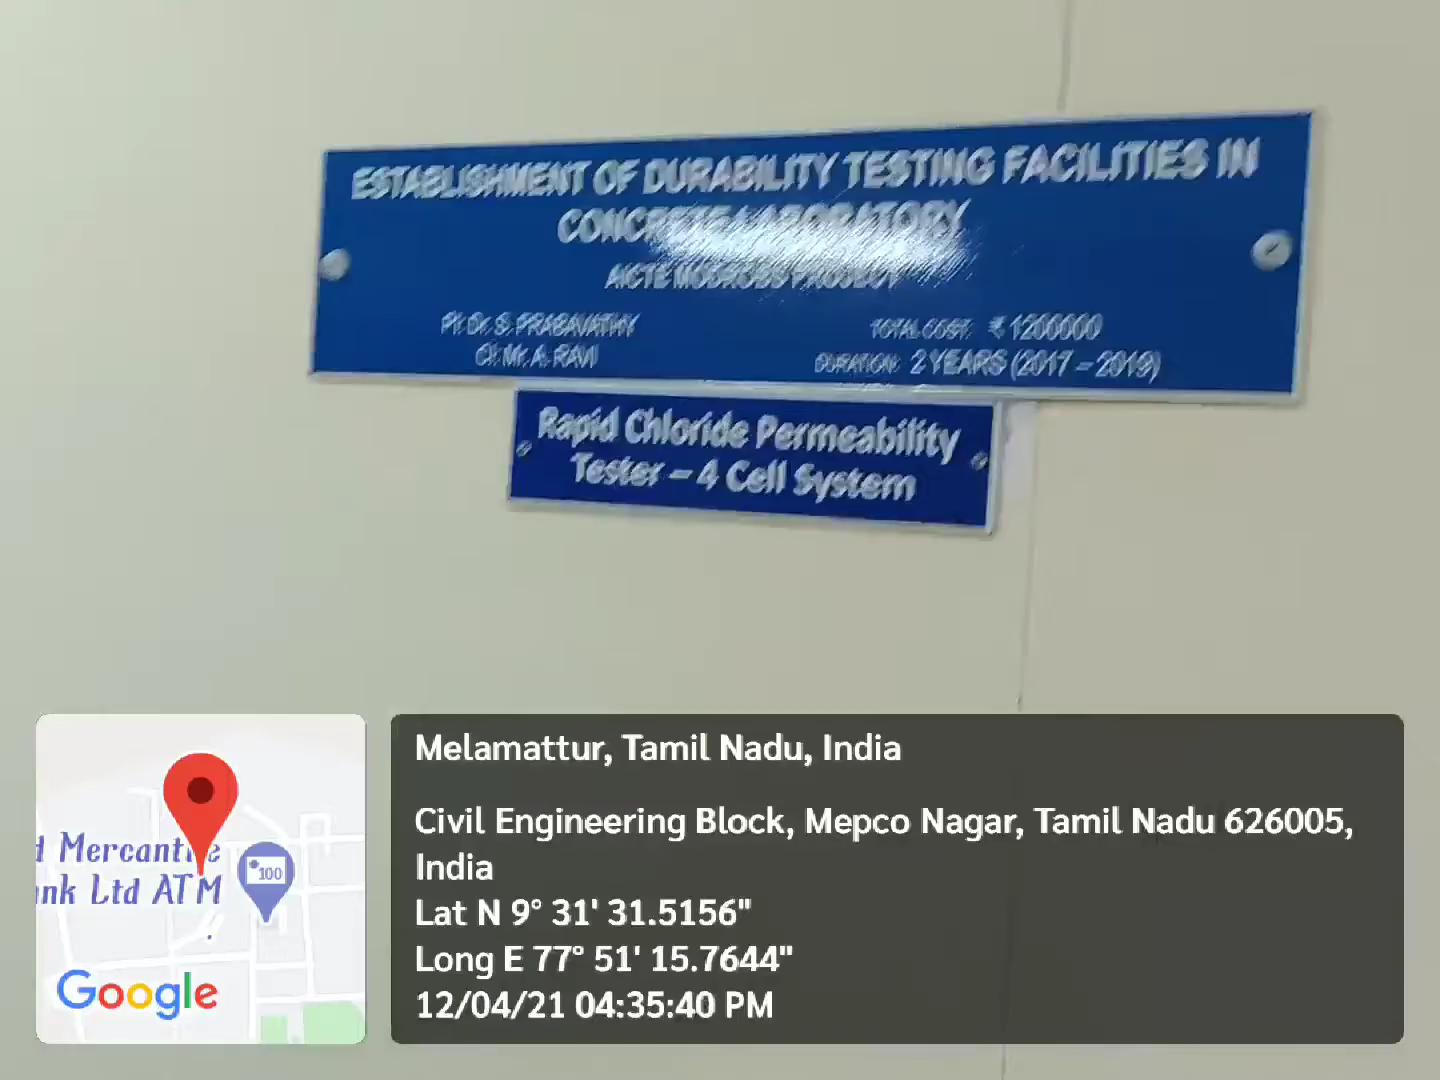 ESTABLISHMENT OF DURABILITY TESTING FACILITIES IN
CONCRETE LABORATORY
AICTE MODROBS PROJECT
PI: Dr. S. PRABAVATHY
CI: Mr. A. RAVI
TOTAL COST: ₹ 1200000
DURATION: 2 YEARS (2017 – 2019)
Rapid Chloride Permeability
Tester – 4 Cell System
Melamattur, Tamil Nadu, India
Civil Engineering Block, Mepco Nagar, Tamil Nadu 626005,
India
Lat N 9° 31' 31.5156"
Long E 77° 51' 15.7644"
12/04/21 04:35:40 PM
d Mercantile
ank Ltd ATM
100
Google